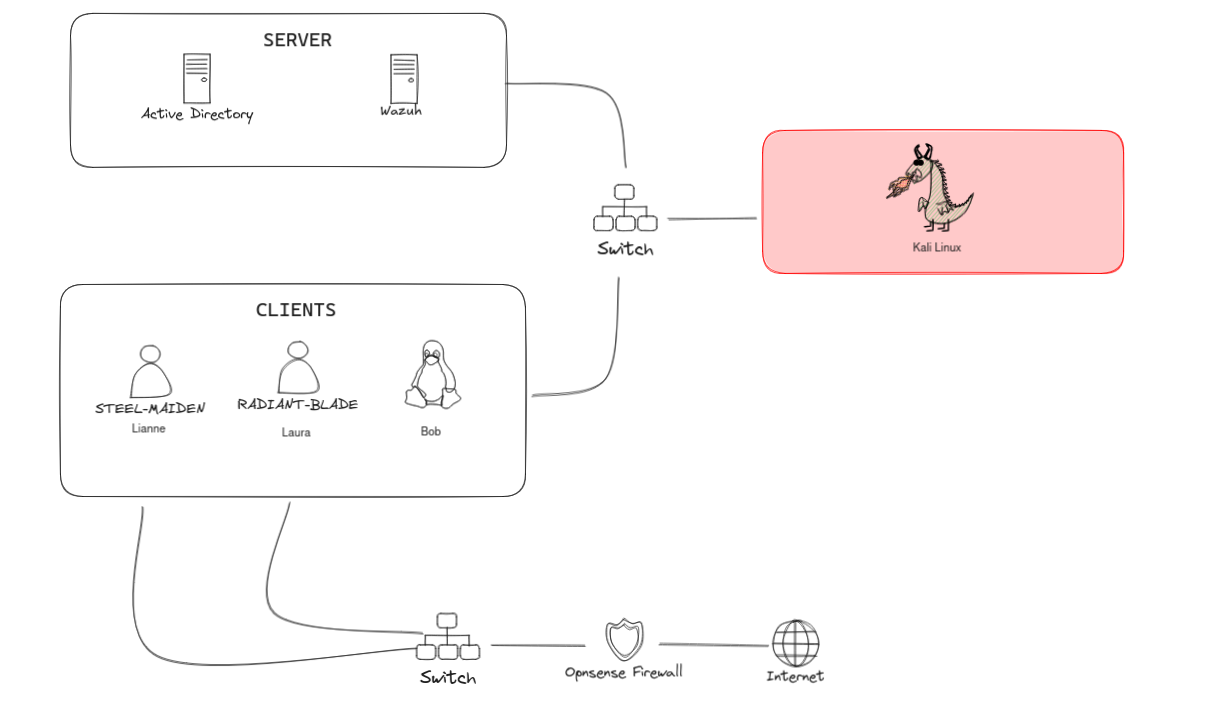 SERVER
Active Directory
Wazuh
Switch
Kali Linux
CLIENTS
STEEL-MAIDEN
Lianne
RADIANT-BLADE
Laura
Bob
Switch
Opnsense Firewall
Internet